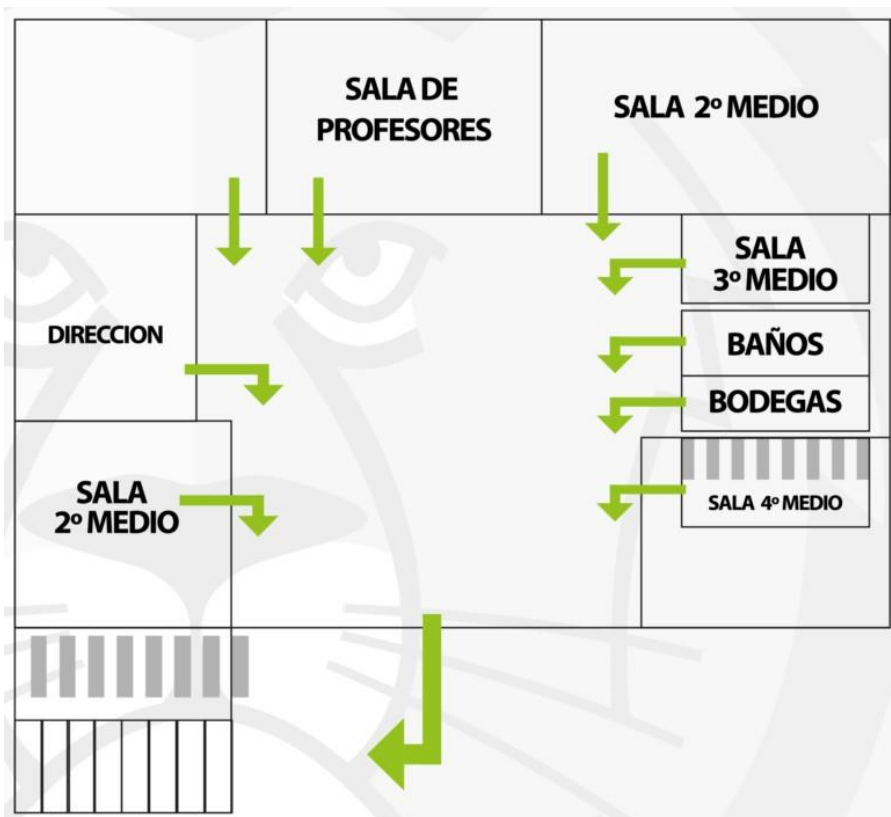 SALA DE
PROFESORES
SALA 2º MEDIO
SALA
3º MEDIO
DIRECCION
BAÑOS
BODEGAS
SALA
2º MEDIO
SALA 4º MEDIO